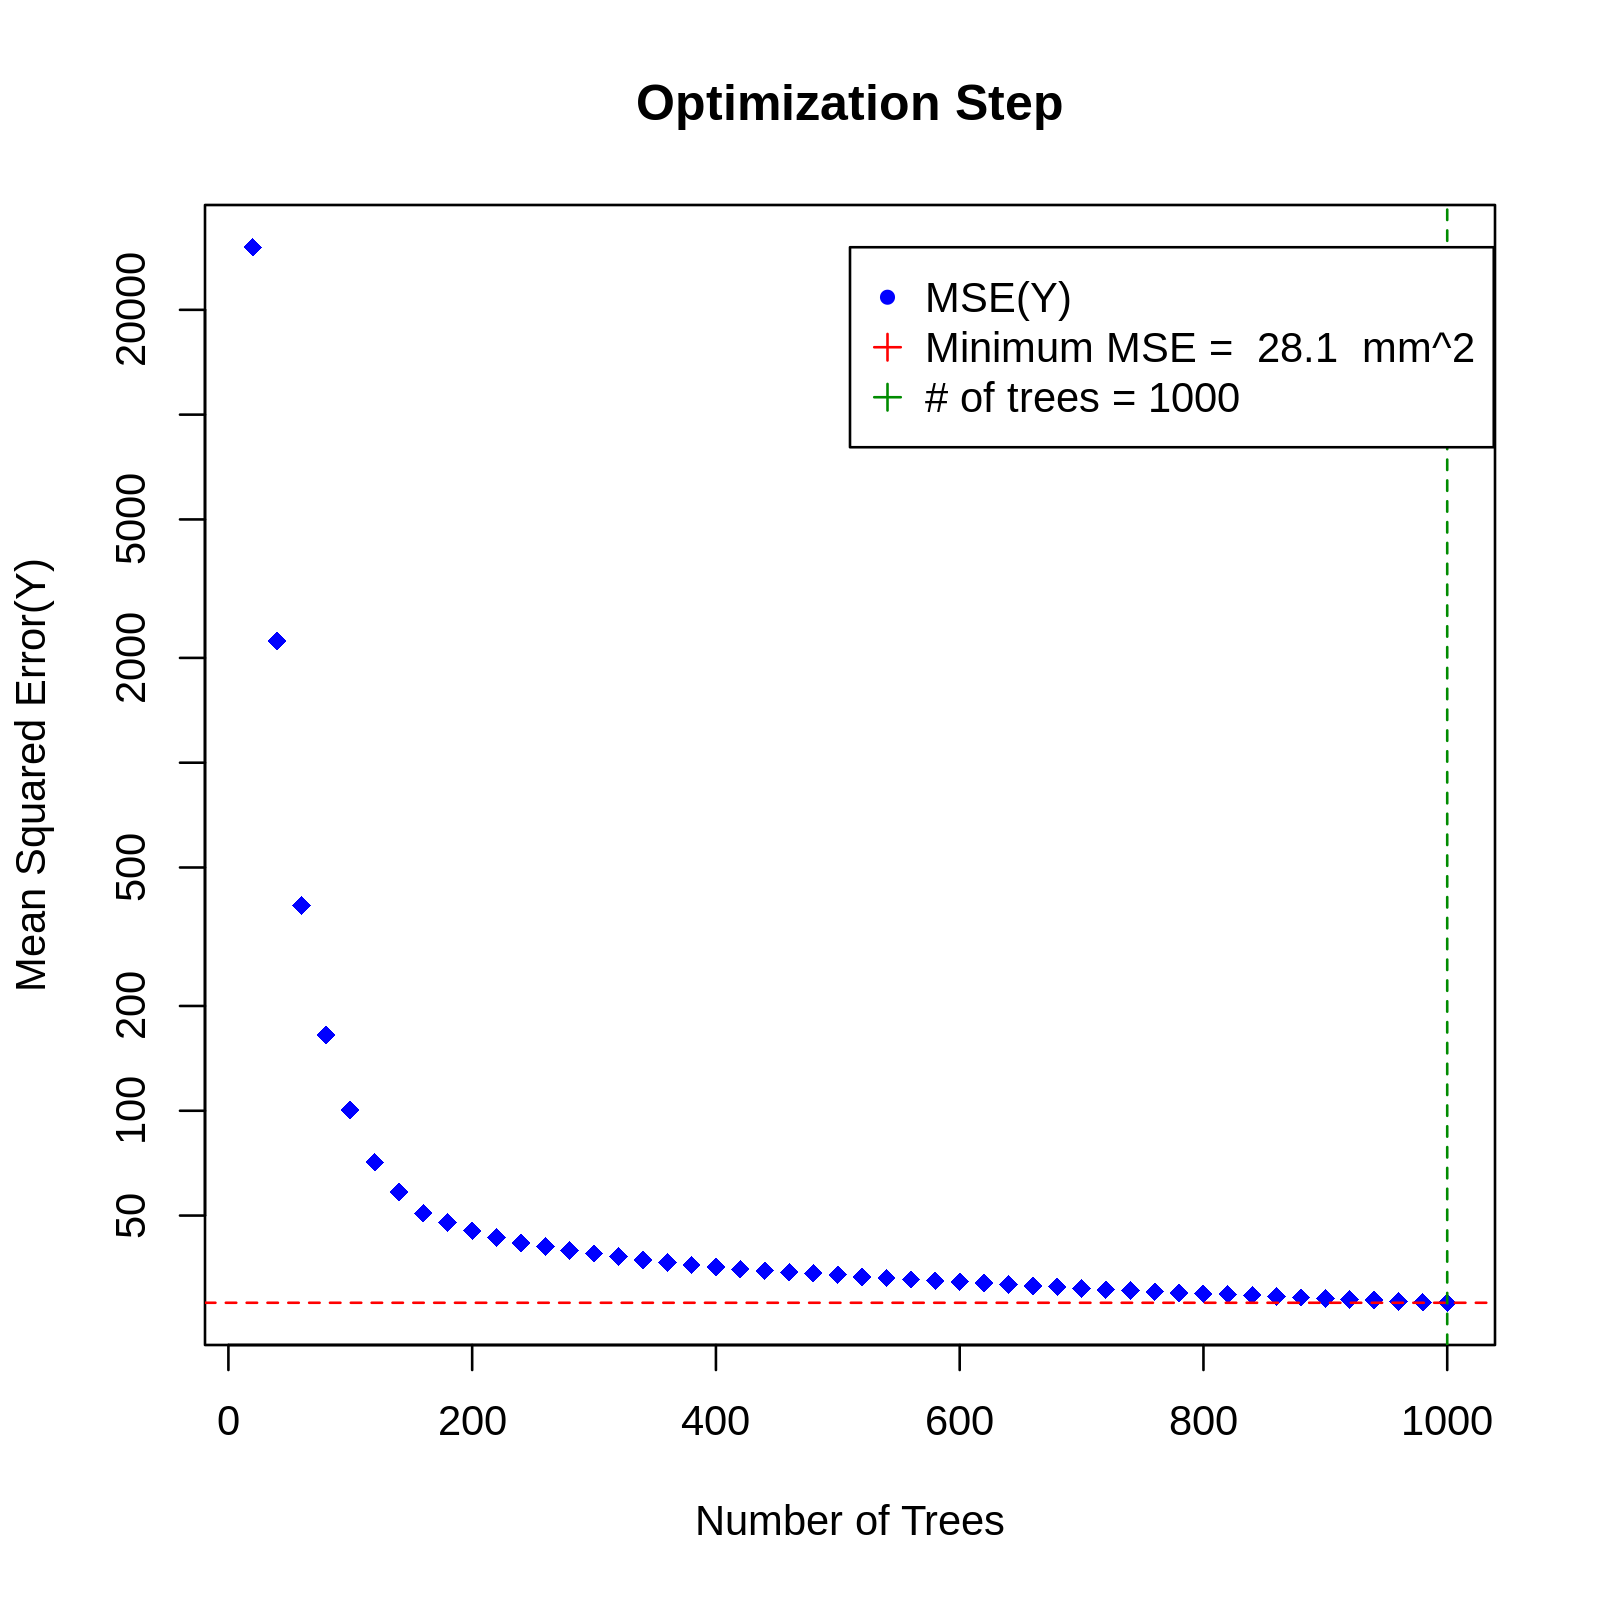 Optimization Step
MSE(Y)
Minimum MSE =  28.1  mm^2
# of trees = 1000
Mean Squared Error(Y)
20000
5000
2000
500
200
100
50
0
200
400
600
800
1000
Number of Trees